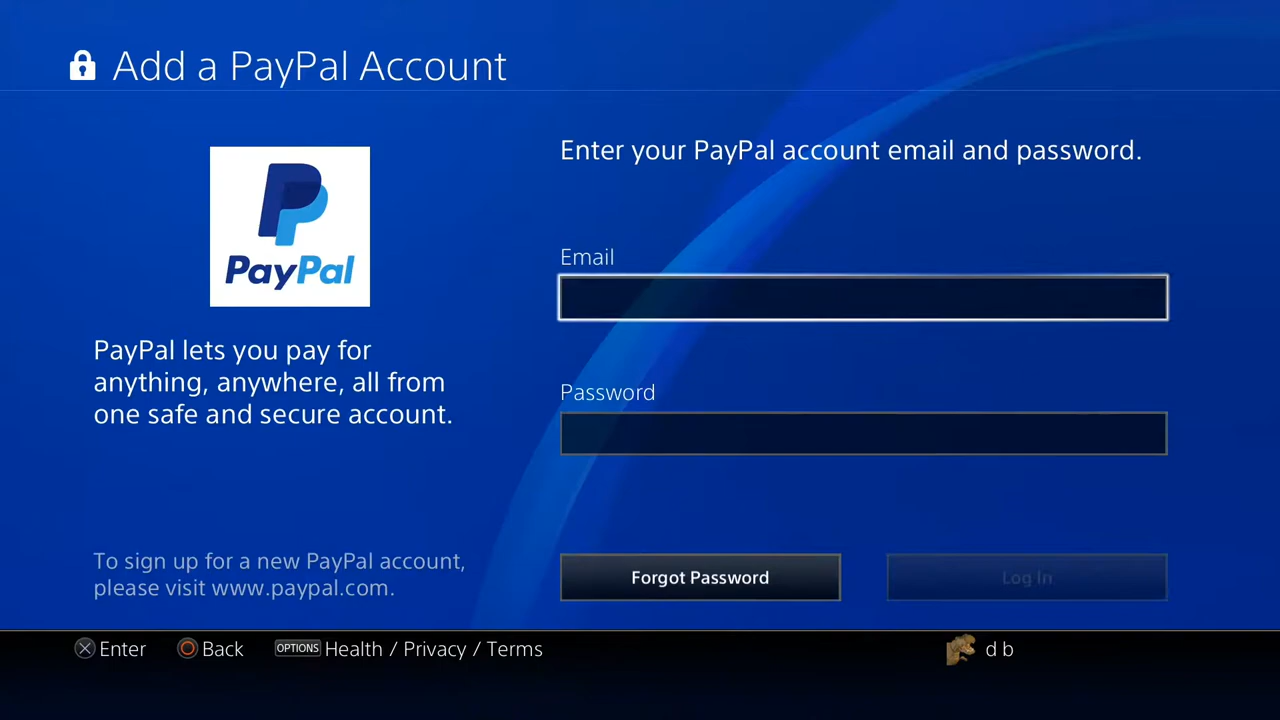 Add a PayPal Account
Enter your PayPal account email and password.
PayPal
PayPal lets you pay for
anything, anywhere, all from
one safe and secure account.
Email
Password
To sign up for a new PayPal account,
please visit www.paypal.com.
Forgot Password
Log In
Enter
Back
OPTIONS Health / Privacy / Terms
d b